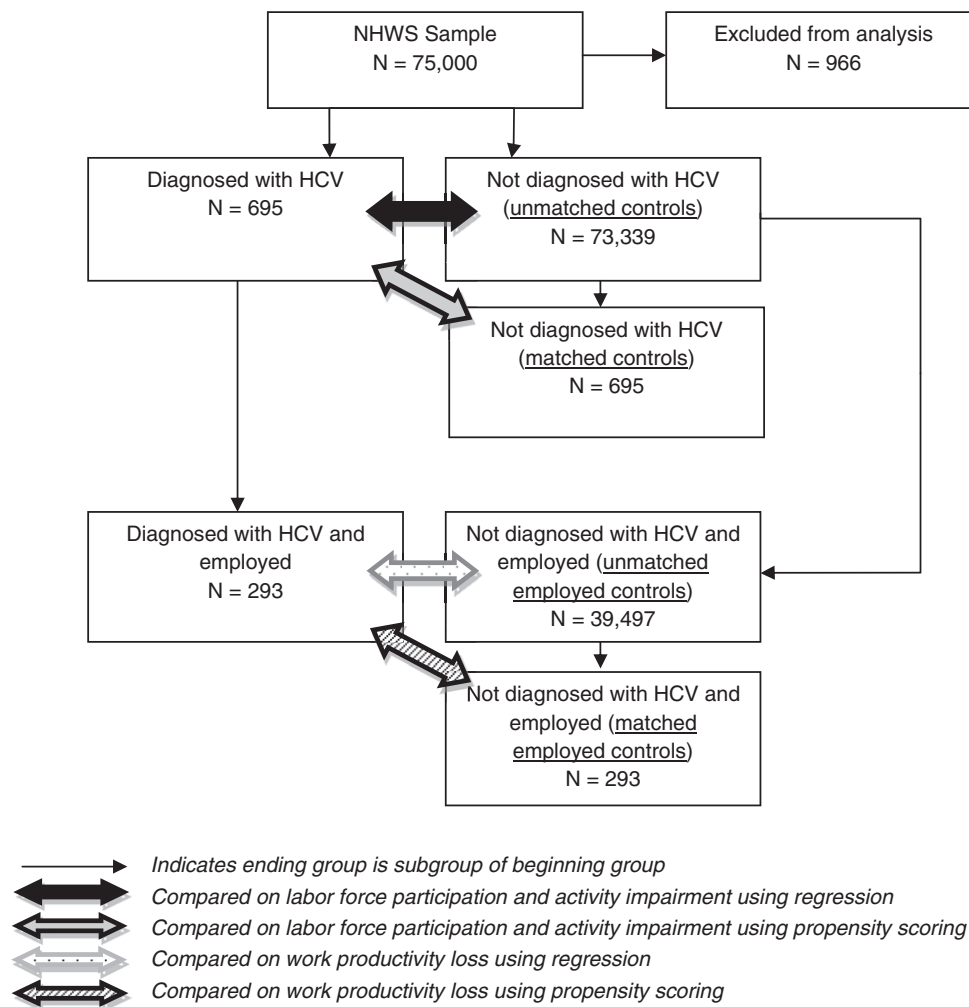 NHWS Sample
N = 75,000
Excluded from analysis
N = 966
Diagnosed with HCV
N = 695
Not diagnosed with HCV
(unmatched controls)
N = 73,339
Not diagnosed with HCV
(matched controls)
N = 695
Diagnosed with HCV and
employed
N = 293
Not diagnosed with HCV and
employed (unmatched
employed controls)
N = 39,497
Not diagnosed with HCV and
employed (matched
employed controls)
N = 293
Indicates ending group is subgroup of beginning group
Compared on labor force participation and activity impairment using regression
Compared on labor force participation and activity impairment using propensity scoring
Compared on work productivity loss using regression
Compared on work productivity loss using propensity scoring